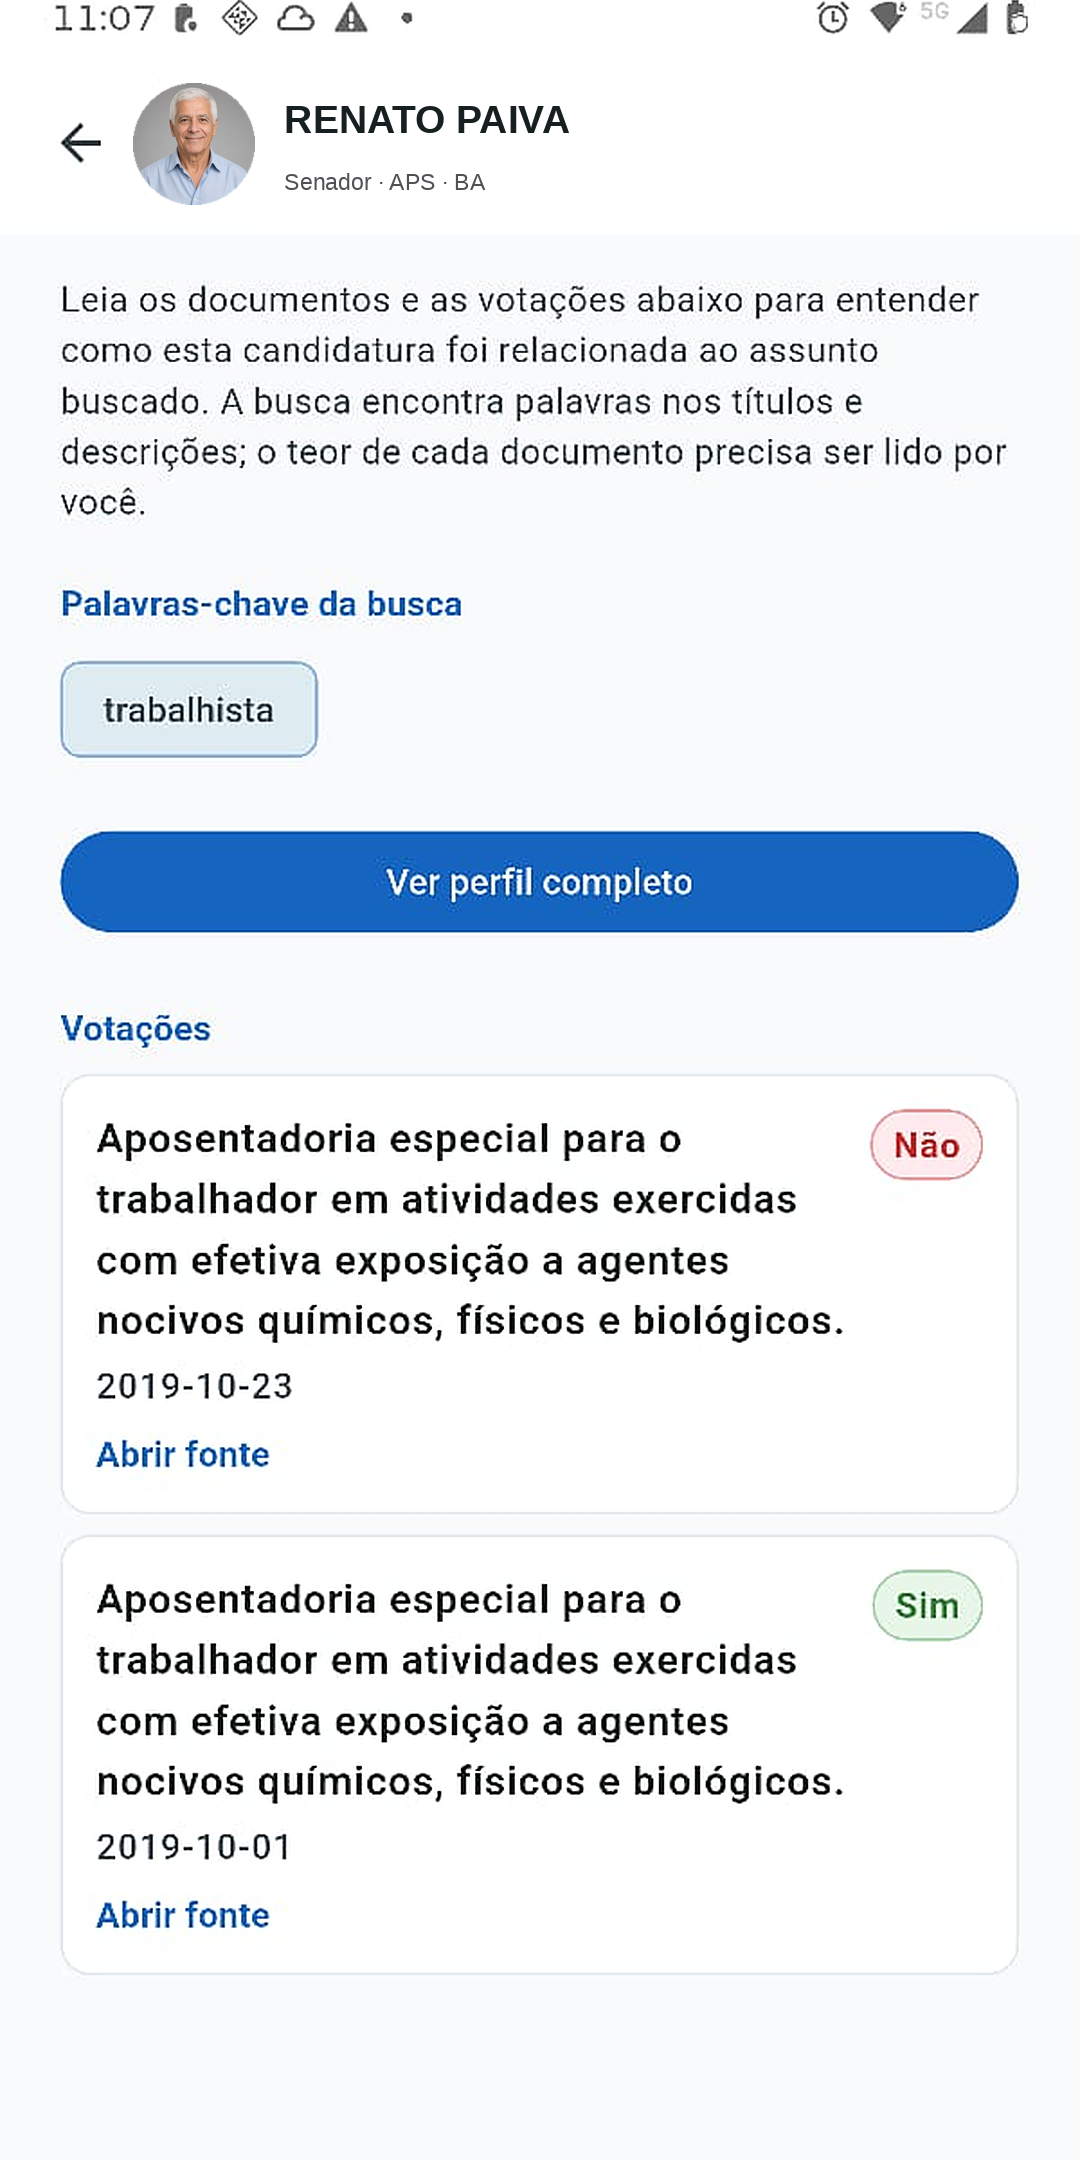 11:07
5G
RENATO PAIVA
Senador · APS · BA
Leia os documentos e as votações abaixo para entender
como esta candidatura foi relacionada ao assunto
buscado. A busca encontra palavras nos títulos e
descrições; o teor de cada documento precisa ser lido por
você.
Palavras-chave da busca
trabalhista
Ver perfil completo
Votações
Aposentadoria especial para o
trabalhador em atividades exercidas
com efetiva exposição a agentes
nocivos químicos, físicos e biológicos.
Não
2019-10-23
Abrir fonte
Aposentadoria especial para o
trabalhador em atividades exercidas
com efetiva exposição a agentes
nocivos químicos, físicos e biológicos.
Sim
2019-10-01
Abrir fonte